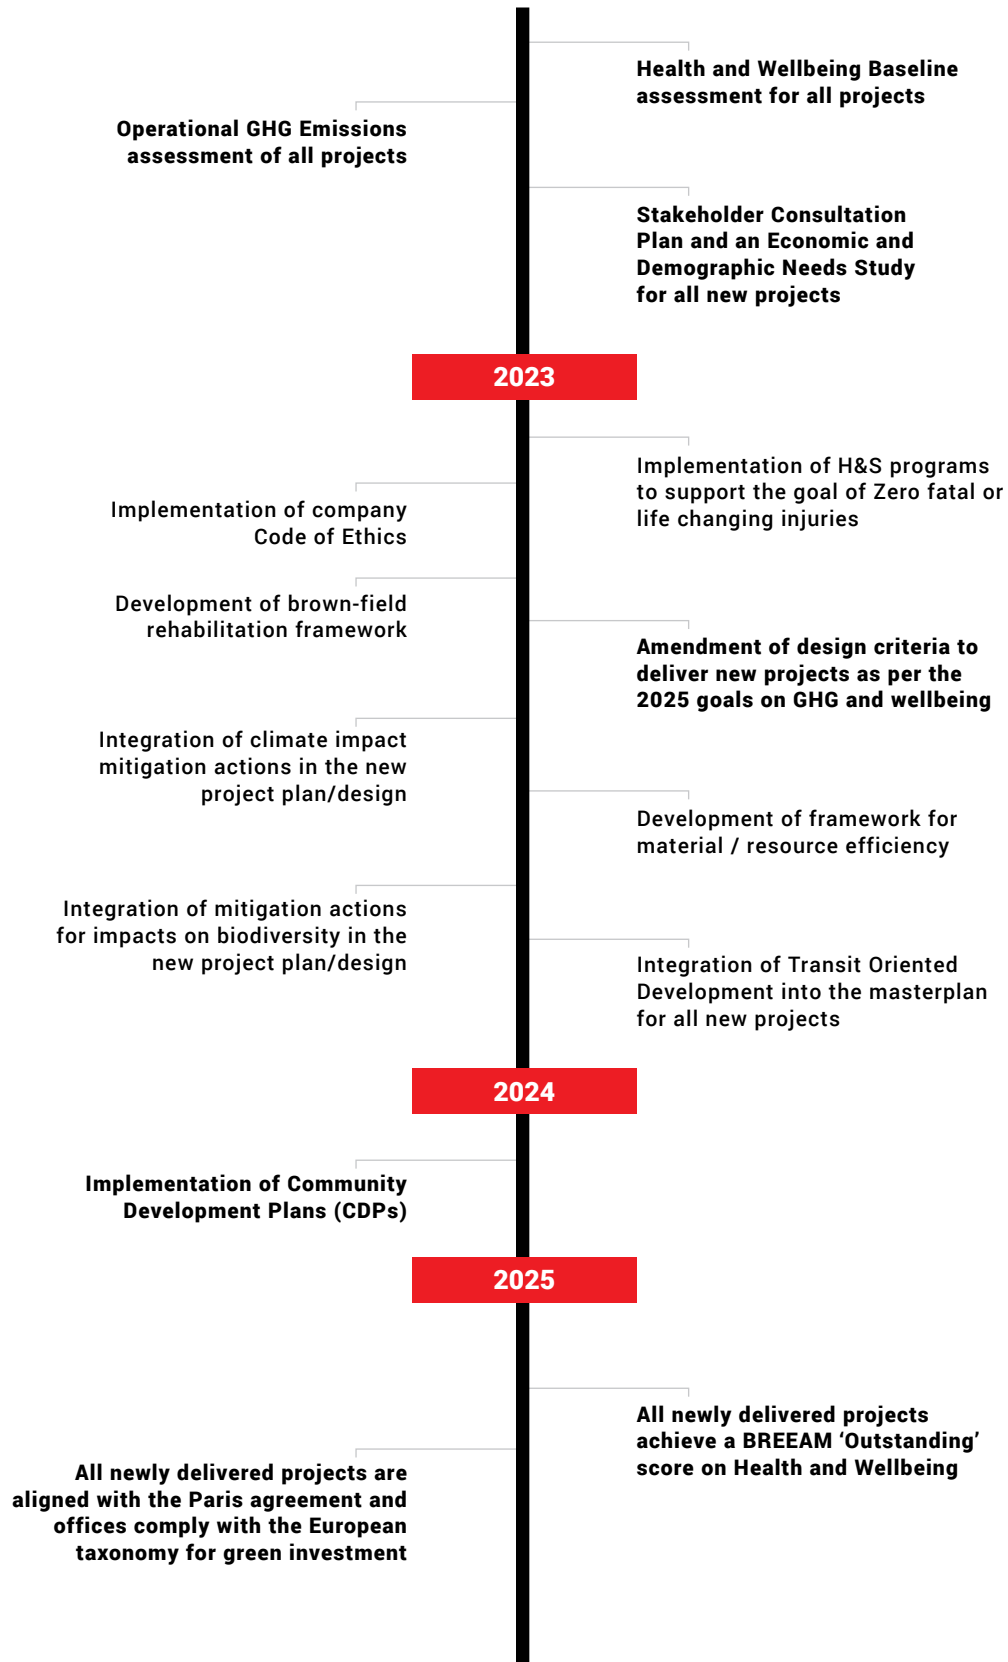 Health and Wellbeing Baseline
assessment for all projects
Operational GHG Emissions
assessment of all projects
Stakeholder Consultation
Plan and an Economic and
Demographic Needs Study
for all new projects
2023
Implementation of H&S programs
to support the goal of Zero fatal or
life changing injuries
Implementation of company
Code of Ethics
Development of brown-field
rehabilitation framework
Amendment of design criteria to
deliver new projects as per the
2025 goals on GHG and wellbeing
Integration of climate impact
mitigation actions in the new
project plan/design
Development of framework for
material / resource efficiency
Integration of mitigation actions
for impacts on biodiversity in the
new project plan/design
Integration of Transit Oriented
Development into the masterplan
for all new projects
2024
Implementation of Community
Development Plans (CDPs)
2025
All newly delivered projects
achieve a BREEAM ‘Outstanding’
score on Health and Wellbeing
All newly delivered projects are
aligned with the Paris agreement and
offices comply with the European
taxonomy for green investment